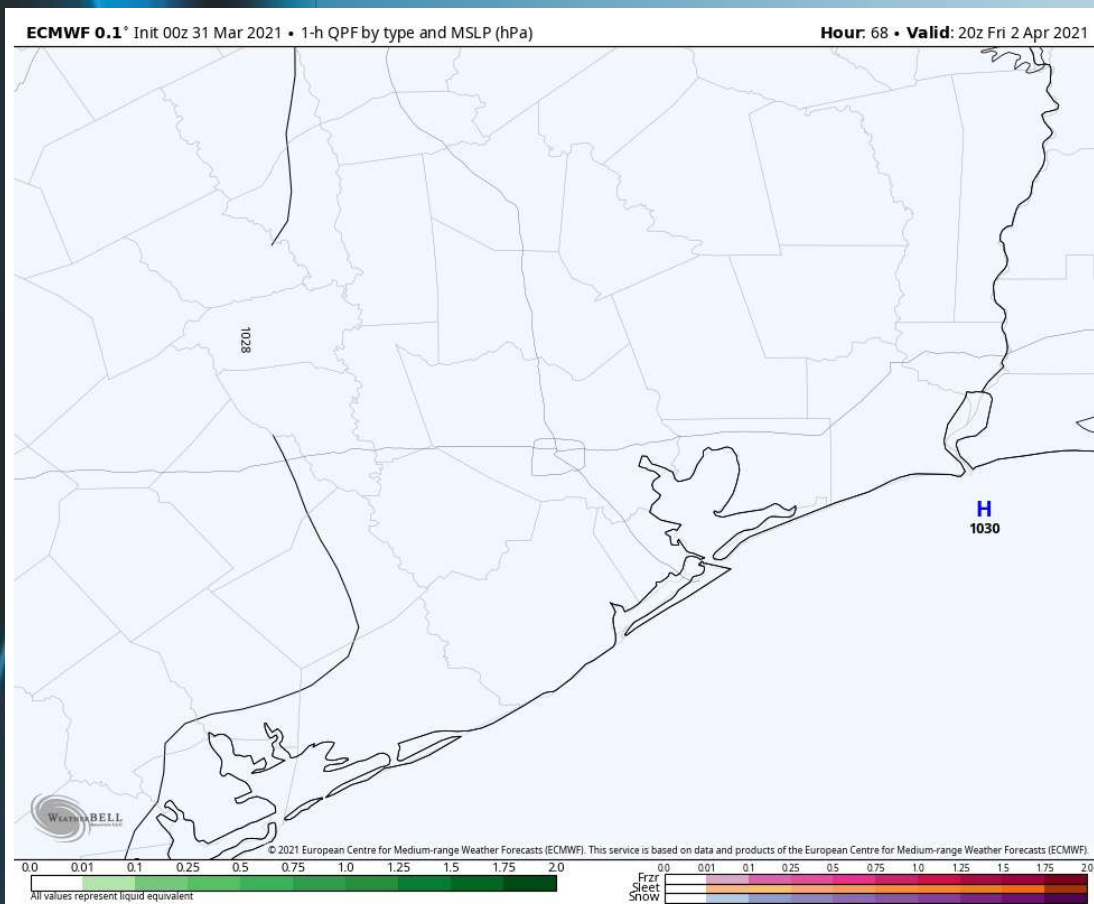 ECMWF 0.1° Init 00z 31 Mar 2021 • 1-h QPF by type and MSLP (hPa)
Hour: 68 • Valid: 20z Fri 2 Apr 2021
1028
H
1030
WEATHERBELL
© 2021 European Centre for Medium-range Weather Forecasts (ECMWF). This service is based on data and products of the European Centre for Medium-range Weather Forecasts (ECMWF).
0.0 0.01 0.1 0.25 0.5 0.75 1.0 1.25 1.5 1.75 2.0
All values represent liquid equivalent
0.0 0.01 0.1 0.25 0.5 0.75 1.0 1.25 1.5 1.75 2.0
Frzr
Sleet
Snow